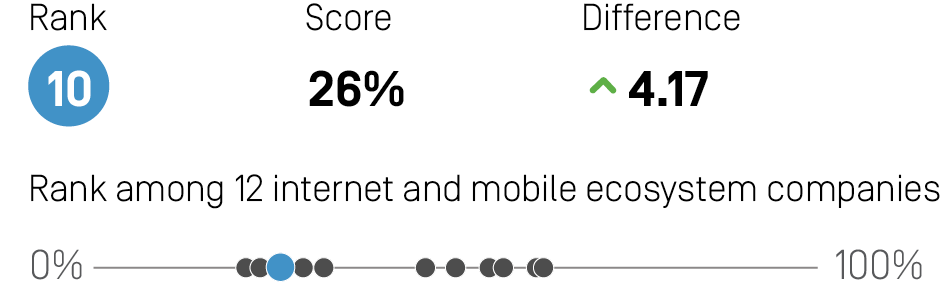 Rank Score Difference
10 26% 4.17
Rank among 12 internet and mobile ecosystem companies
0% 100%